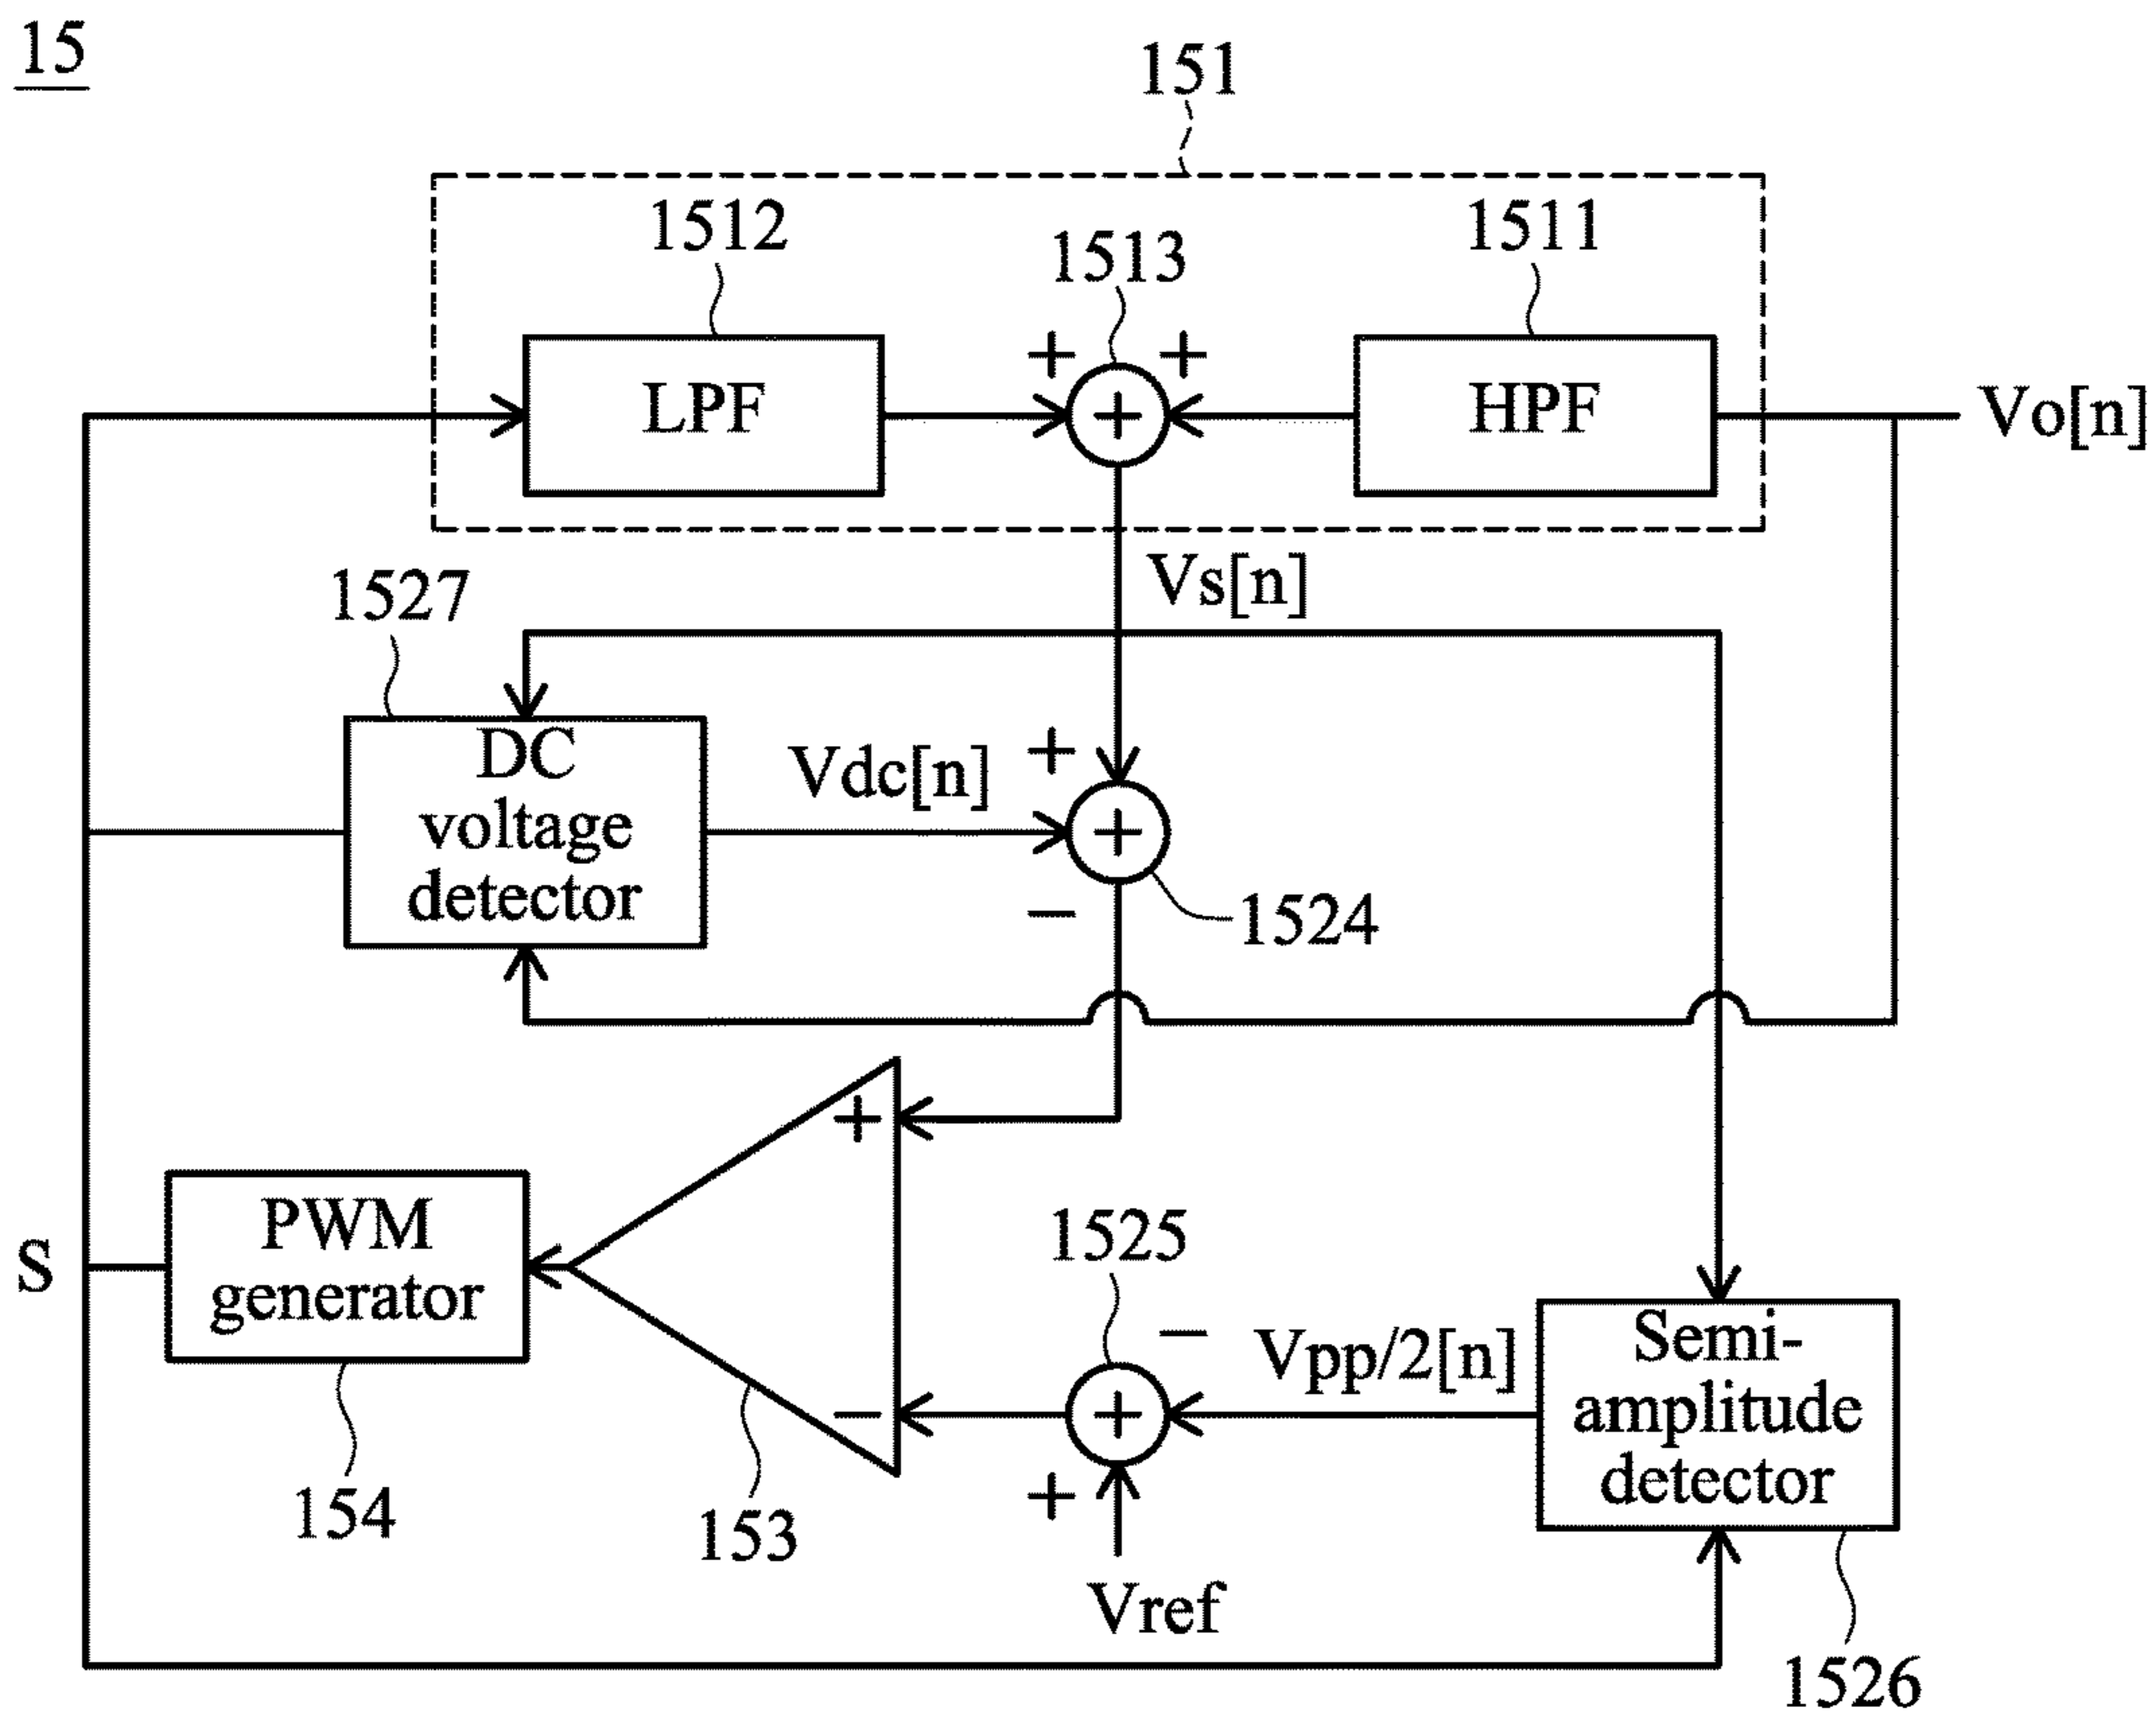 15
151
1512
1513
1511
+
+
LPF
+
HPF
Vo[n]
Vs[n]
1527
DC
voltage
detector
Vdc[n]
+
+
−
1524
+
PWM
generator
S
1525
−
Vpp/2[n]
Semi-
amplitude
detector
−
+
+
154
153
Vref
1526